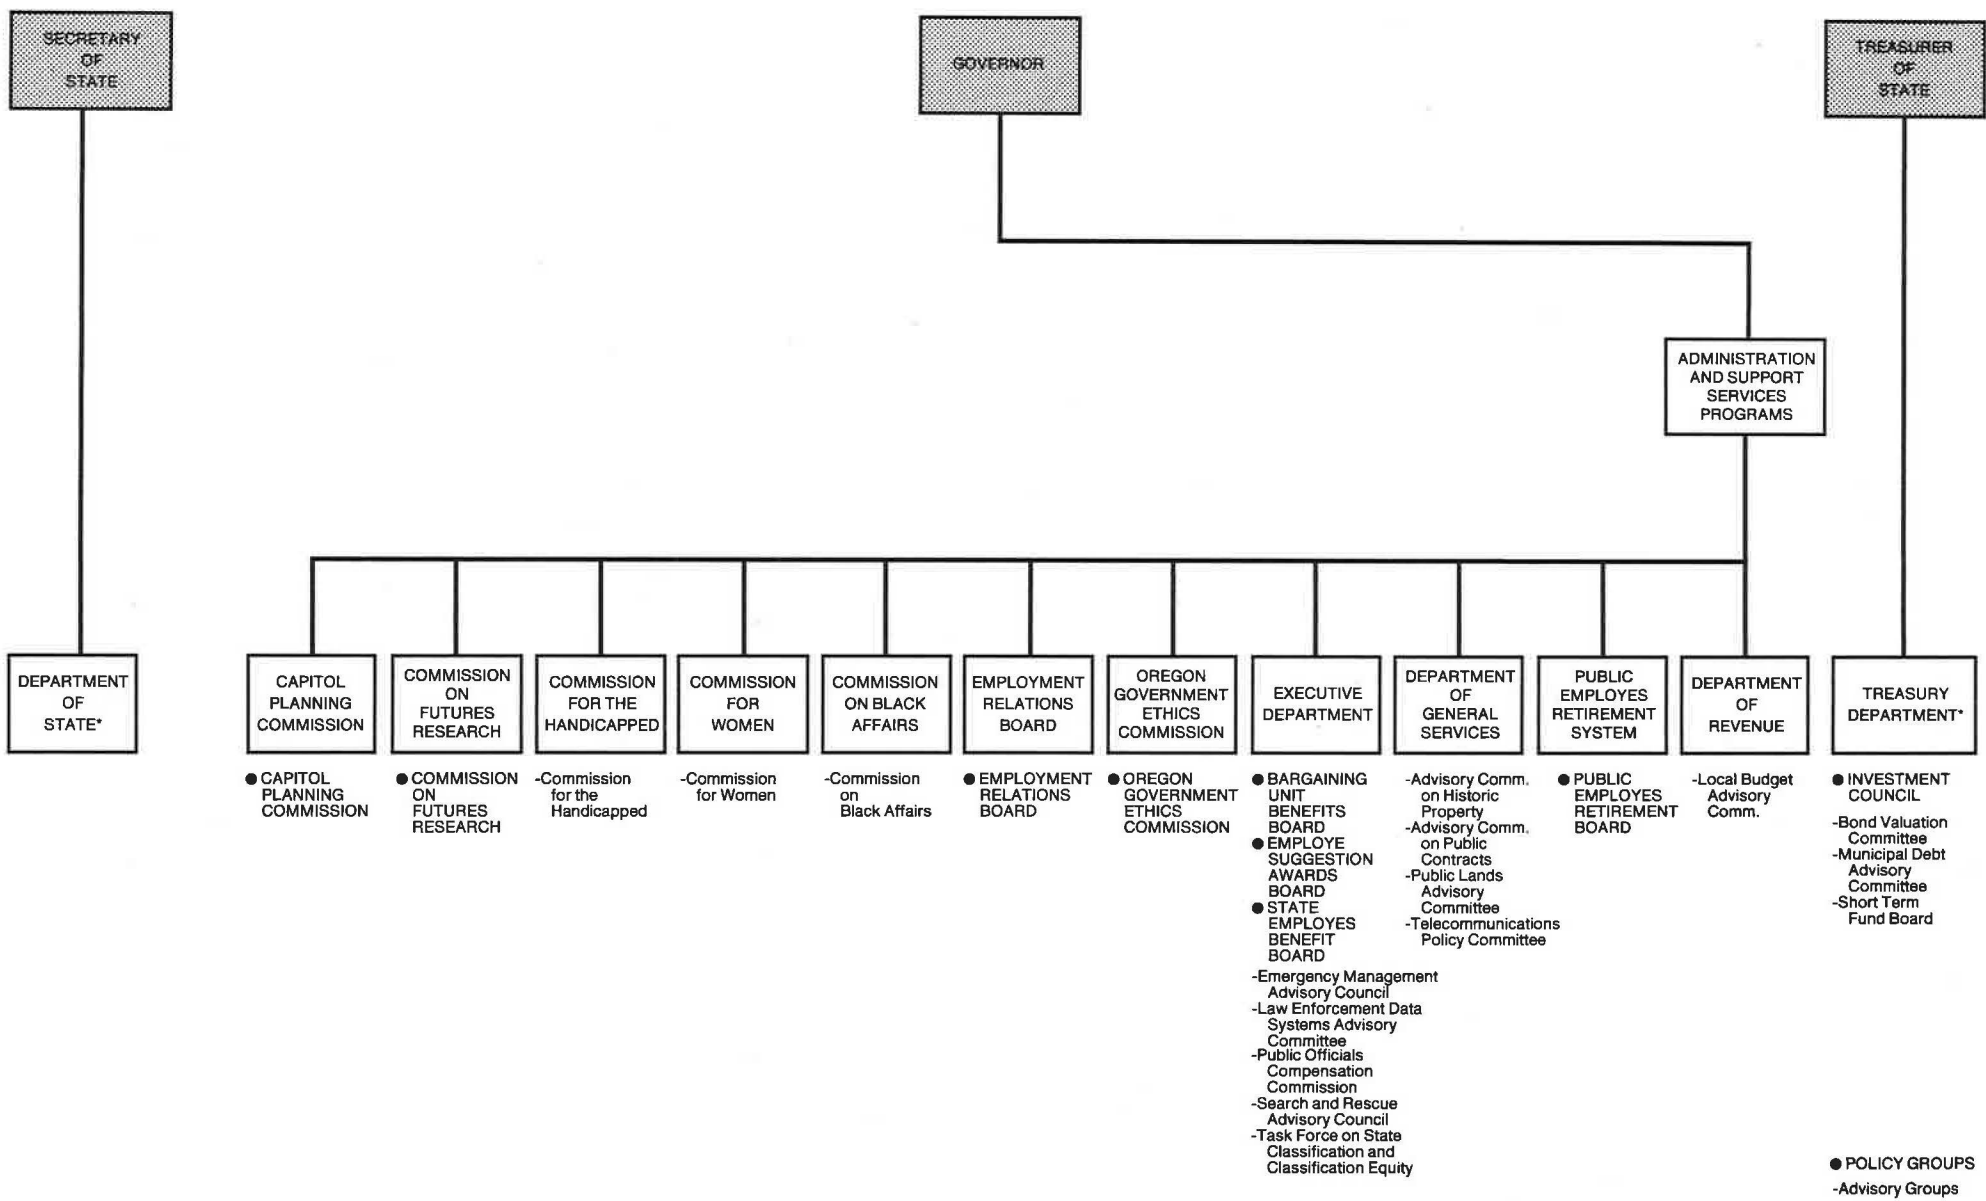 SECRETARY
OF
STATE
GOVERNOR
TREASURER
OF
STATE
ADMINISTRATION
AND SUPPORT
SERVICES
PROGRAMS
DEPARTMENT
OF
STATE*
CAPITOL
PLANNING
COMMISSION
COMMISSION
ON
FUTURES
RESEARCH
COMMISSION
FOR THE
HANDICAPPED
COMMISSION
FOR
WOMEN
COMMISSION
ON BLACK
AFFAIRS
EMPLOYMENT
RELATIONS
BOARD
OREGON
GOVERNMENT
ETHICS
COMMISSION
EXECUTIVE
DEPARTMENT
DEPARTMENT
OF
GENERAL
SERVICES
PUBLIC
EMPLOYES
RETIREMENT
SYSTEM
DEPARTMENT
OF
REVENUE
TREASURY
DEPARTMENT*
● CAPITOL
PLANNING
COMMISSION
● COMMISSION
ON
FUTURES
RESEARCH
-Commission
for the
Handicapped
-Commission
for Women
-Commission
on
Black Affairs
● EMPLOYMENT
RELATIONS
BOARD
● OREGON
GOVERNMENT
ETHICS
COMMISSION
● BARGAINING
UNIT
BENEFITS
BOARD
● EMPLOYE
SUGGESTION
AWARDS
BOARD
● STATE
EMPLOYES
BENEFIT
BOARD
-Emergency Management
Advisory Council
-Law Enforcement Data
Systems Advisory
Committee
-Public Officials
Compensation
Commission
-Search and Rescue
Advisory Council
-Task Force on State
Classification and
Classification Equity
-Advisory Comm.
on Historic
Property
-Advisory Comm.
on Public
Contracts
-Public Lands
Advisory
Committee
-Telecommunications
Policy Committee
● PUBLIC
EMPLOYES
RETIREMENT
BOARD
-Local Budget
Advisory
Comm.
● INVESTMENT
COUNCIL
-Bond Valuation
Committee
-Municipal Debt
Advisory
Committee
-Short Term
Fund Board
● POLICY GROUPS
-Advisory Groups